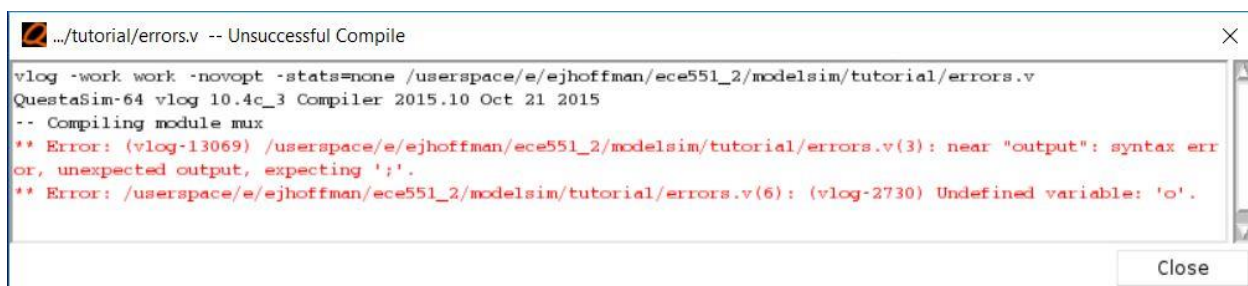 .../tutorial/errors.v -- Unsuccessful Compile
vlog -work work -novopt -stats=none /userspace/e/ejhoffman/ece551_2/modelsim/tutorial/errors.v
QuestaSim-64 vlog 10.4c_3 Compiler 2015.10 Oct 21 2015
-- Compiling module mux
** Error: (vlog-13069) /userspace/e/ejhoffman/ece551_2/modelsim/tutorial/errors.v(3): near "output": syntax err
or, unexpected output, expecting ';'.
** Error: /userspace/e/ejhoffman/ece551_2/modelsim/tutorial/errors.v(6): (vlog-2730) Undefined variable: 'o'.
Close